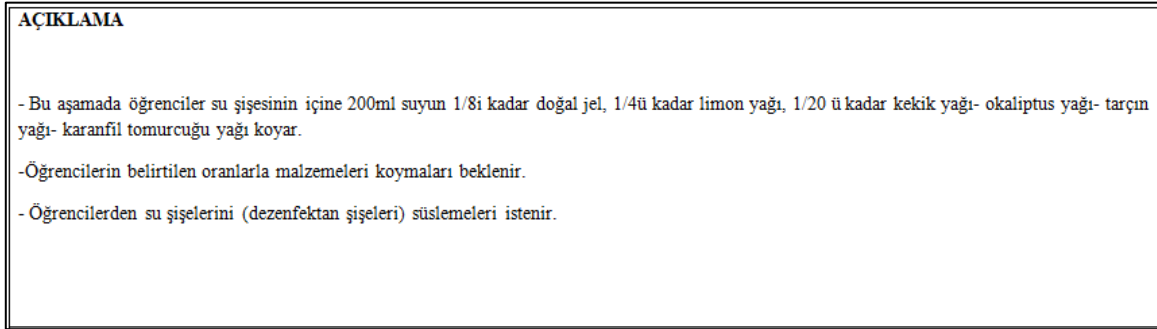 AÇIKLAMA
- Bu aşamada öğrenciler su şişesinin içine 200ml suyun 1/8i kadar doğal jel, 1/4ü kadar limon yağı, 1/20 ü kadar kekik yağı- okaliptus yağı- tarçın
yağı- karanfil tomurcuğu yağı koyar.
-Öğrencilerin belirtilen oranlarla malzemeleri koymaları beklenir.
- Öğrencilerden su şişelerini (dezenfektan şişeleri) süslemeleri istenir.